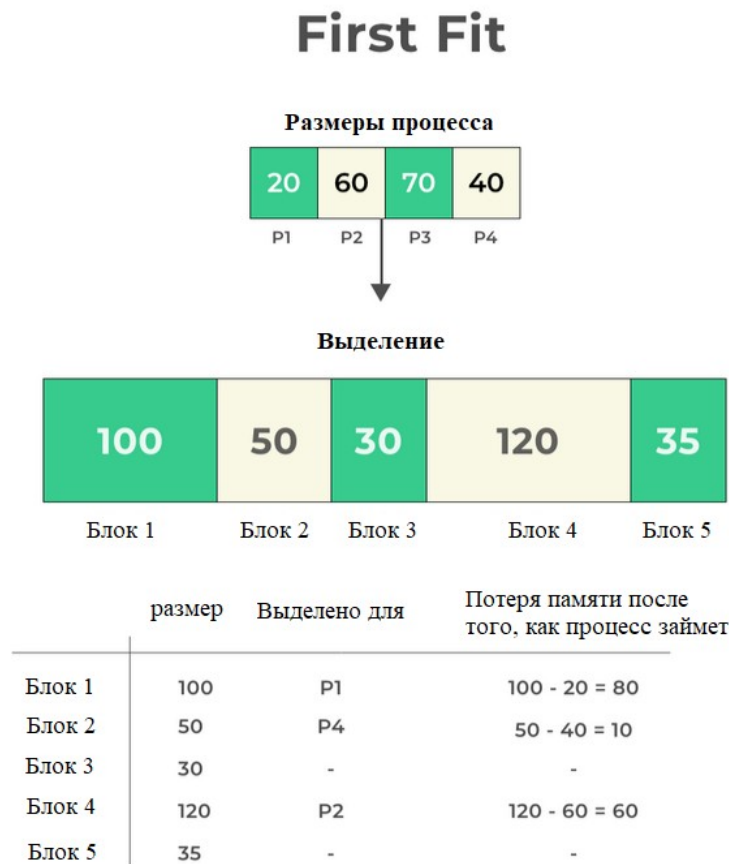 First Fit
Размеры процесса
20 60 70 40
P1 P2 P3 P4
Выделение
100 50 30 120 35
Блок 1 Блок 2 Блок 3 Блок 4 Блок 5
размер Выделено для Потеря памяти после
того, как процесс займет
Блок 1 100 P1 100 - 20 = 80
Блок 2 50 P4 50 - 40 = 10
Блок 3 30 - -
Блок 4 120 P2 120 - 60 = 60
Блок 5 35 - -